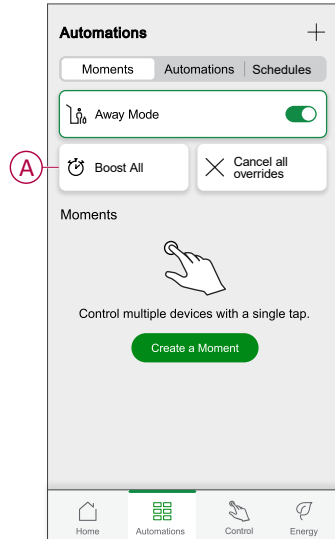 Automations
Moments Automations Schedules
Away Mode
A
Boost All
Cancel all
overrides
Moments
Control multiple devices with a single tap.
Create a Moment
Home Automations Control Energy